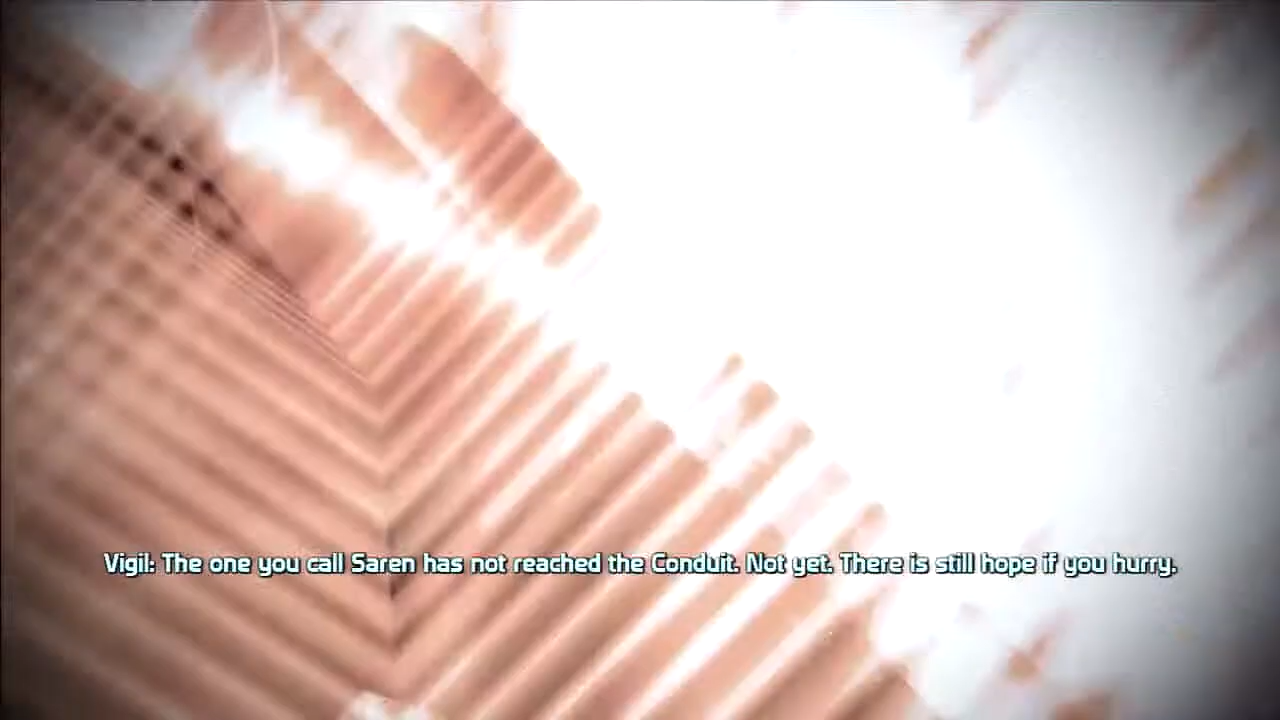 Vigil: The one you call Saren has not reached the Conduit. Not yet. There is still hope if you hurry.